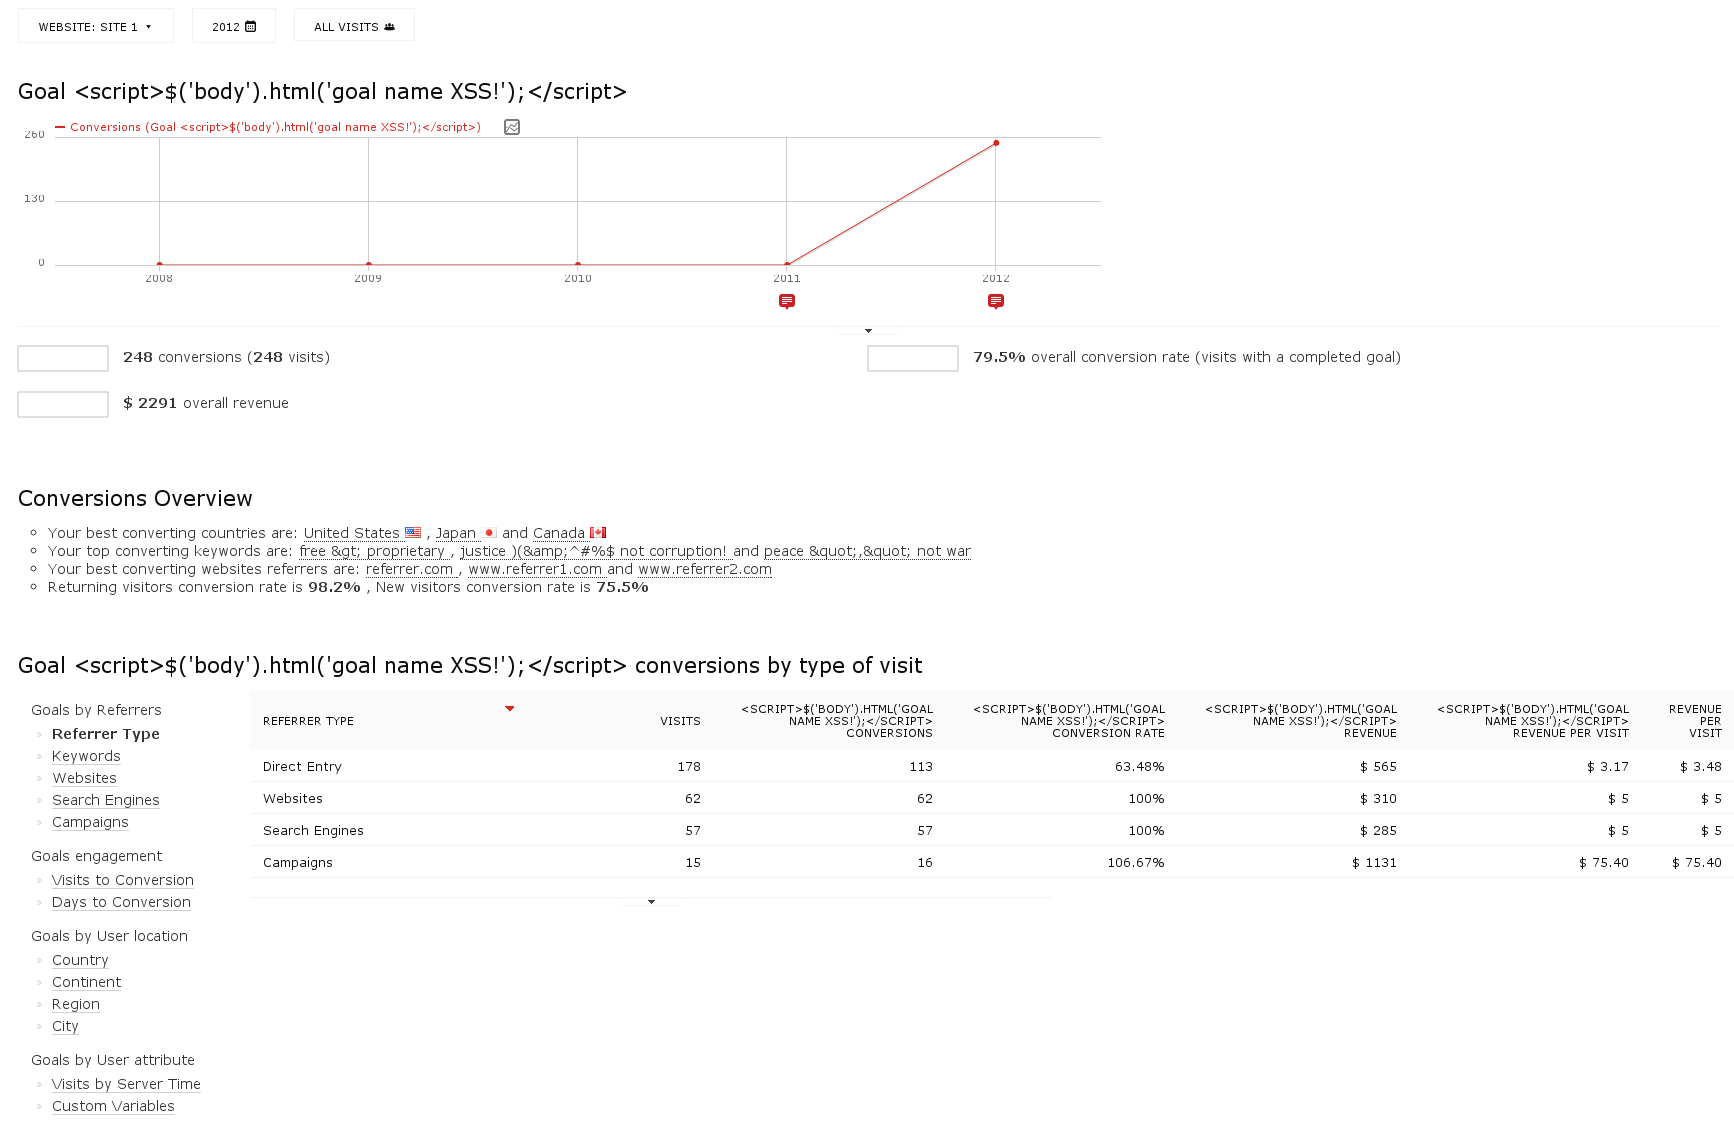 WEBSITE: SITE 1
2012
ALL VISITS
Goal <script>$('body').html('goal name XSS!');</script>
Conversions (Goal <script>$('body').html('goal name XSS!');</script>)
260
130
0
2008 2009 2010 2011 2012
248 conversions (248 visits)
79.5% overall conversion rate (visits with a completed goal)
$ 2291 overall revenue
Conversions Overview
Your best converting countries are: United States , Japan and Canada
Your top converting keywords are: free &gt; proprietary , justice )(&amp;^#%$ not corruption! and peace &quot;,&quot; not war
Your best converting websites referrers are: referrer.com , www.referrer1.com and www.referrer2.com
Returning visitors conversion rate is 98.2% , New visitors conversion rate is 75.5%
Goal <script>$('body').html('goal name XSS!');</script> conversions by type of visit
Goals by Referrers
» Referrer Type
» Keywords
» Websites
» Search Engines
» Campaigns
Goals engagement
» Visits to Conversion
» Days to Conversion
Goals by User location
» Country
» Continent
» Region
» City
Goals by User attribute
» Visits by Server Time
» Custom Variables
REFERRER TYPE
VISITS
<SCRIPT>$('BODY').HTML('GOAL
NAME XSS!');</SCRIPT>
CONVERSIONS
<SCRIPT>$('BODY').HTML('GOAL
NAME XSS!');</SCRIPT>
CONVERSION RATE
<SCRIPT>$('BODY').HTML('GOAL
NAME XSS!');</SCRIPT>
REVENUE
<SCRIPT>$('BODY').HTML('GOAL
NAME XSS!');</SCRIPT>
REVENUE PER VISIT
REVENUE
PER
VISIT
Direct Entry 178 113 63.48% $ 565 $ 3.17 $ 3.48
Websites 62 62 100% $ 310 $ 5 $ 5
Search Engines 57 57 100% $ 285 $ 5 $ 5
Campaigns 15 16 106.67% $ 1131 $ 75.40 $ 75.40